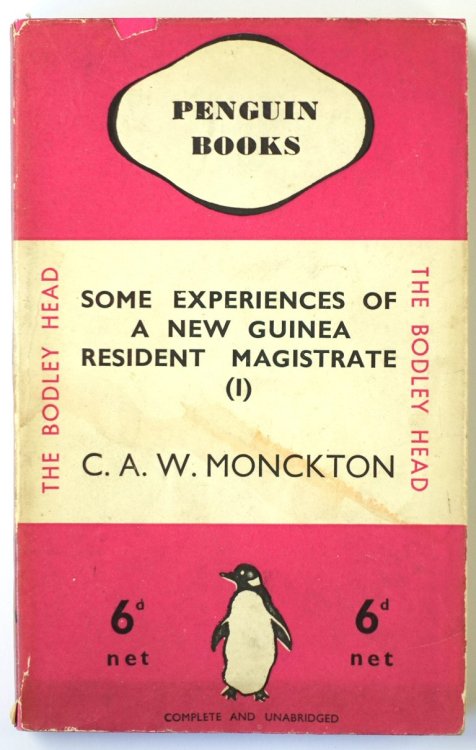 PENGUIN
BOOKS
THE BODLEY HEAD
SOME EXPERIENCES OF
A NEW GUINEA
RESIDENT MAGISTRATE
(I)
C. A. W. MONCKTON
THE BODLEY HEAD
6d
net
6d
net
COMPLETE AND UNABRIDGED